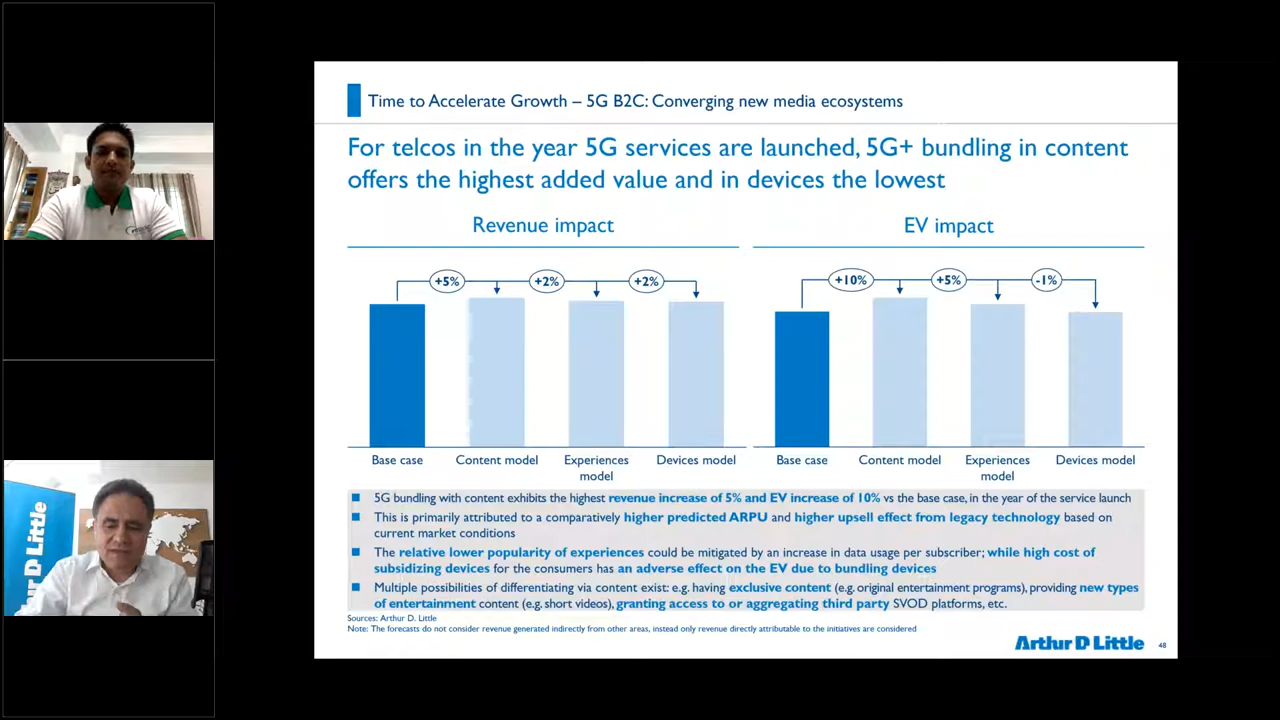 Time to Accelerate Growth – 5G B2C: Converging new media ecosystems
For telcos in the year 5G services are launched, 5G+ bundling in content
offers the highest added value and in devices the lowest
Revenue impact
+5%
+2%
+2%
Base case
Content model
Experiences
model
Devices model
EV impact
+10%
+5%
-1%
Base case
Content model
Experiences
model
Devices model
5G bundling with content exhibits the highest revenue increase of 5% and EV increase of 10% vs the base case, in the year of the service launch
This is primarily attributed to a comparatively higher predicted ARPU and higher upsell effect from legacy technology based on
current market conditions
The relative lower popularity of experiences could be mitigated by an increase in data usage per subscriber; while high cost of
subsidizing devices for the consumers has an adverse effect on the EV due to bundling devices
Multiple possibilities of differentiating via content exist: e.g. having exclusive content (e.g. original entertainment programs), providing new types
of entertainment content (e.g. short videos), granting access to or aggregating third party SVOD platforms, etc.
Sources: Arthur D. Little
Note: The forecasts do not consider revenue generated indirectly from other areas, instead only revenue directly attributable to the initiatives are considered
Arthur D Little
48
D Little